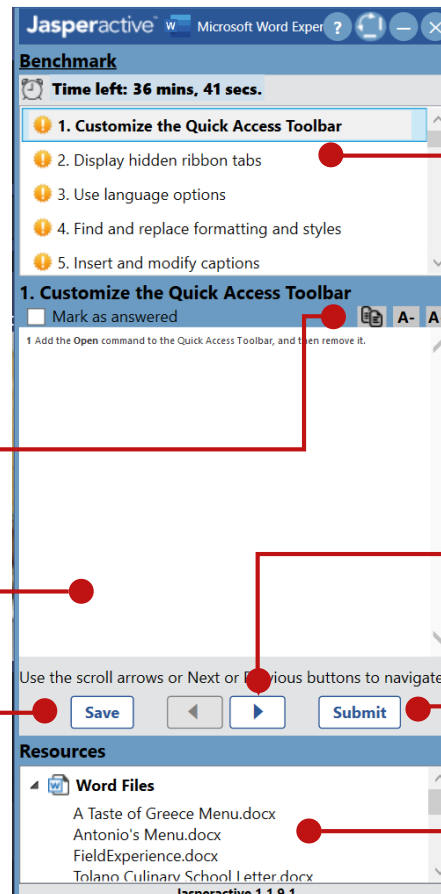 Jasperactive Microsoft Word Exper ?
Benchmark
Time left: 36 mins, 41 secs.
1. Customize the Quick Access Toolbar
2. Display hidden ribbon tabs
3. Use language options
4. Find and replace formatting and styles
5. Insert and modify captions
1. Customize the Quick Access Toolbar
Mark as answered A- A
1 Add the Open command to the Quick Access Toolbar, and then remove it.
Use the scroll arrows or Next or Previous buttons to navigate
Save Submit
Resources
Word Files
A Taste of Greece Menu.docx
Antonio's Menu.docx
FieldExperience.docx
Tolano Culinary School Letter.docx
Jasperactive 1.1.9.1